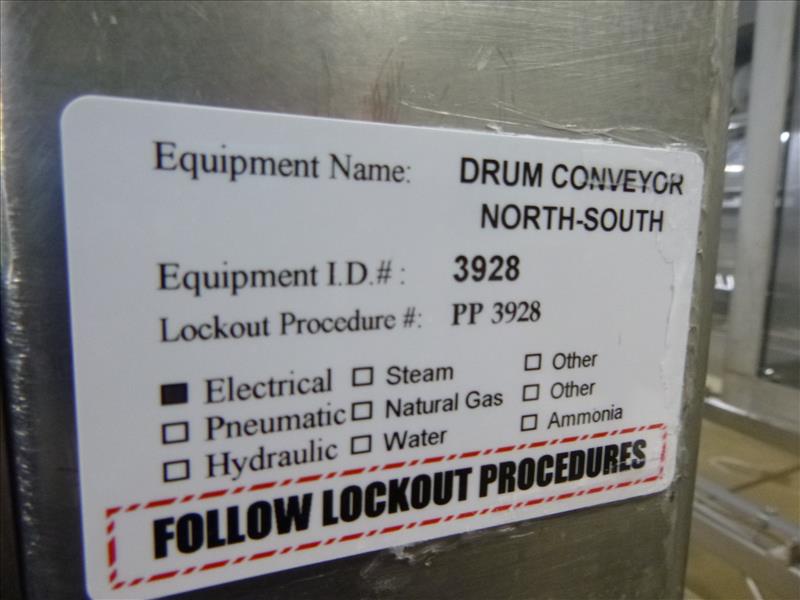 Equipment Name: DRUM CONVEYOR
NORTH-SOUTH
Equipment I.D.# : 3928
Lockout Procedure #: PP 3928
■ Electrical □ Steam □ Other
□ Pneumatic □ Natural Gas □ Other
□ Hydraulic □ Water □ Ammonia
FOLLOW LOCKOUT PROCEDURES